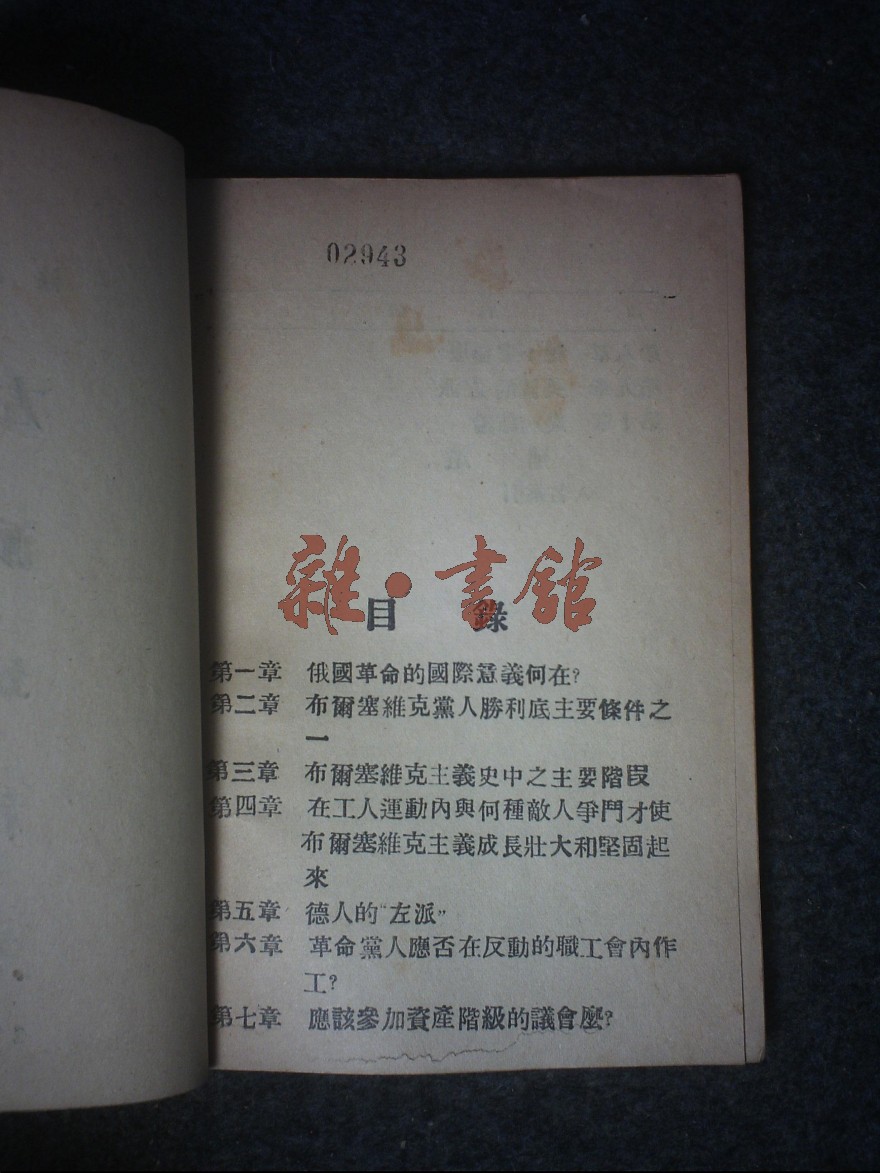 02943
雜·書館
目 錄
第一章 俄國革命的國際意義何在?
第二章 布爾塞維克黨人勝利底主要條件之
一
第三章 布爾塞維克主義史中之主要階段
第四章 在工人運動內與何種敵人爭鬥才使
布爾塞維克主義成長壯大和堅固起
來
第五章 德人的“左派”
第六章 革命黨人應否在反動的職工會內作
工?
第七章 應該參加資產階級的議會麼?